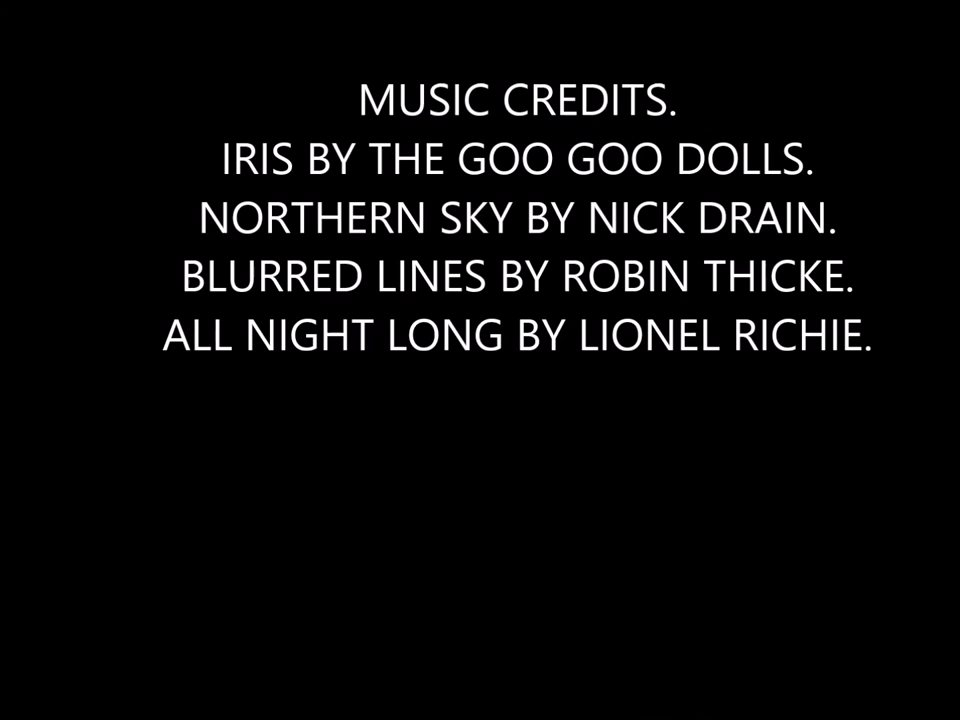 MUSIC CREDITS.
IRIS BY THE GOO GOO DOLLS.
NORTHERN SKY BY NICK DRAIN.
BLURRED LINES BY ROBIN THICKE.
ALL NIGHT LONG BY LIONEL RICHIE.